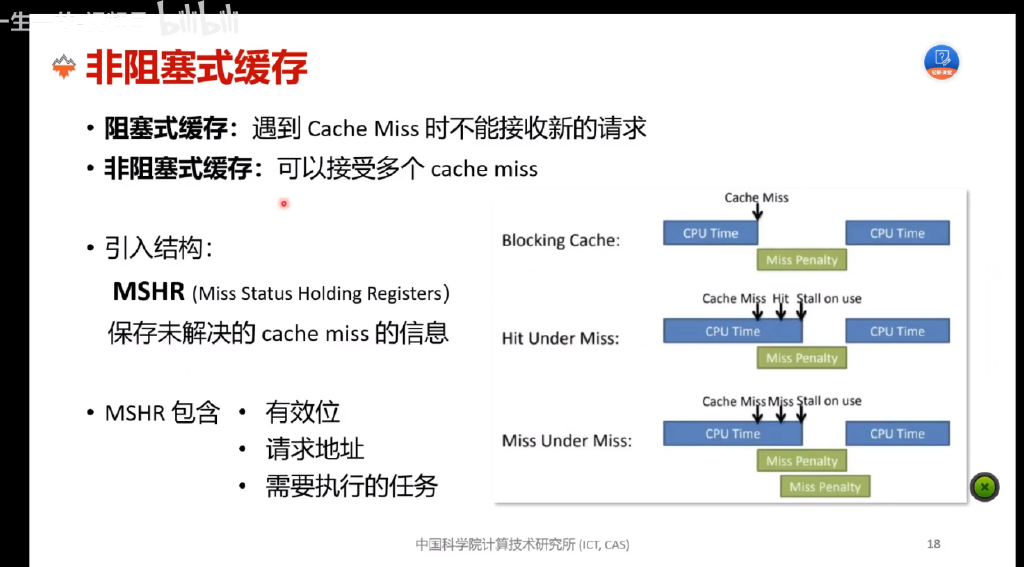 bilibili
非阻塞式缓存
• 阻塞式缓存：遇到 Cache Miss 时不能接收新的请求
• 非阻塞式缓存：可以接受多个 cache miss
• 引入结构：
MSHR (Miss Status Holding Registers）
保存未解决的 cache miss 的信息
• MSHR 包含
• 有效位
• 请求地址
• 需要执行的任务
Cache Miss
Blocking Cache:
CPU Time
CPU Time
Miss Penalty
Cache Miss Hit Stall on use
Hit Under Miss:
CPU Time
CPU Time
Miss Penalty
Cache Miss Miss Stall on use
Miss Under Miss:
CPU Time
CPU Time
Miss Penalty
Miss Penalty
中国科学院计算技术研究所 (ICT, CAS)
18